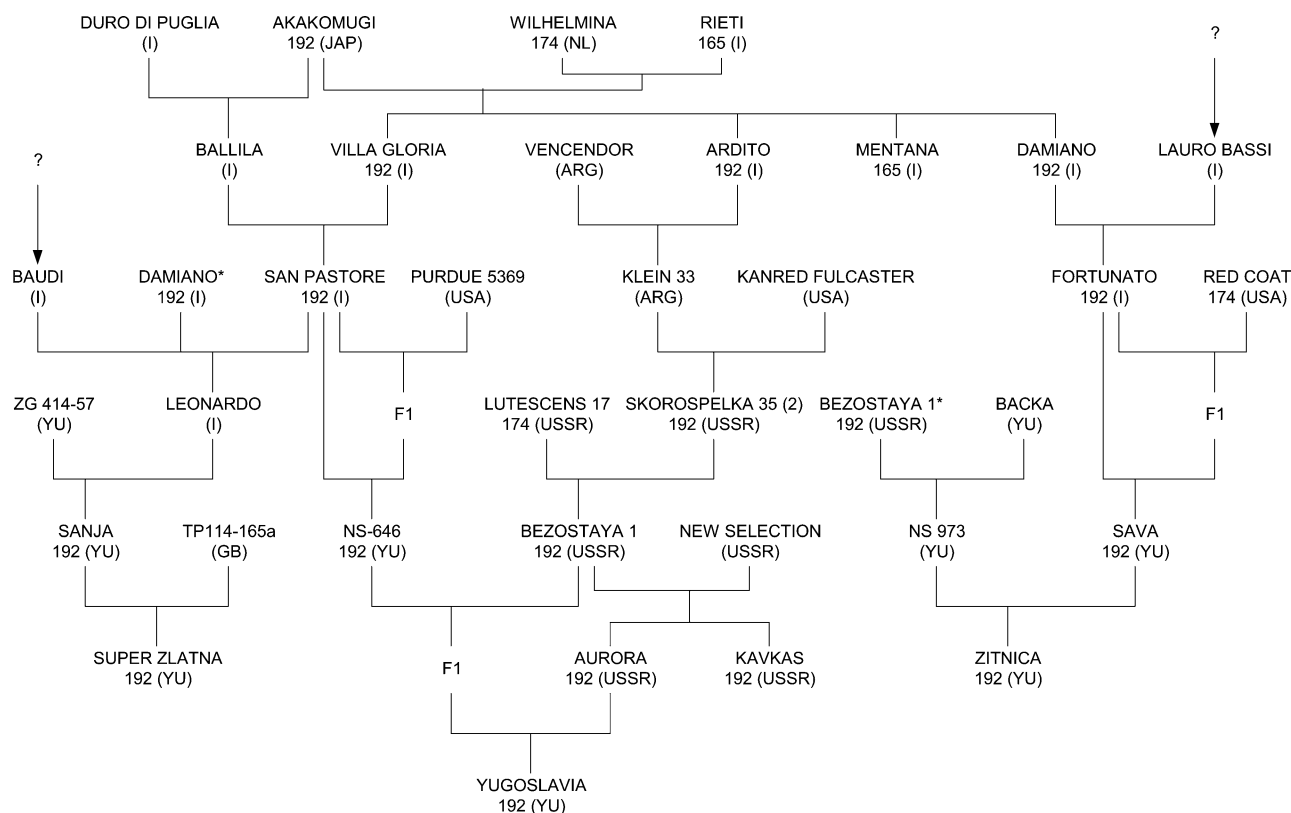 DURO DI PUGLIA
(I)
AKAKOMUGI
192 (JAP)
WILHELMINA
174 (NL)
RIETI
165 (I)
?
?
BALLILA
(I)
VILLA GLORIA
192 (I)
VENCENDOR
(ARG)
ARDITO
192 (I)
MENTANA
165 (I)
DAMIANO
192 (I)
LAURO BASSI
(I)
BAUDI
(I)
DAMIANO*
192 (I)
SAN PASTORE
192 (I)
PURDUE 5369
(USA)
KLEIN 33
(ARG)
KANRED FULCASTER
(USA)
FORTUNATO
192 (I)
RED COAT
174 (USA)
ZG 414-57
(YU)
LEONARDO
(I)
F1
LUTESCENS 17
174 (USSR)
SKOROSPELKA 35 (2)
192 (USSR)
BEZOSTAYA 1*
192 (USSR)
BACKA
(YU)
F1
SANJA
192 (YU)
TP114-165a
(GB)
NS-646
192 (YU)
BEZOSTAYA 1
192 (USSR)
NEW SELECTION
(USSR)
NS 973
(YU)
SAVA
192 (YU)
SUPER ZLATNA
192 (YU)
F1
AURORA
192 (USSR)
KAVKAS
192 (USSR)
ZITNICA
192 (YU)
YUGOSLAVIA
192 (YU)